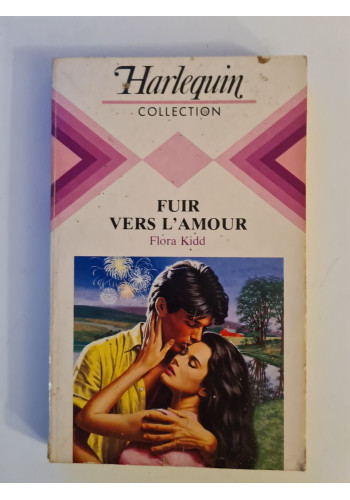 Harlequin
COLLECTION
FUIR
VERS L'AMOUR
Flora Kidd